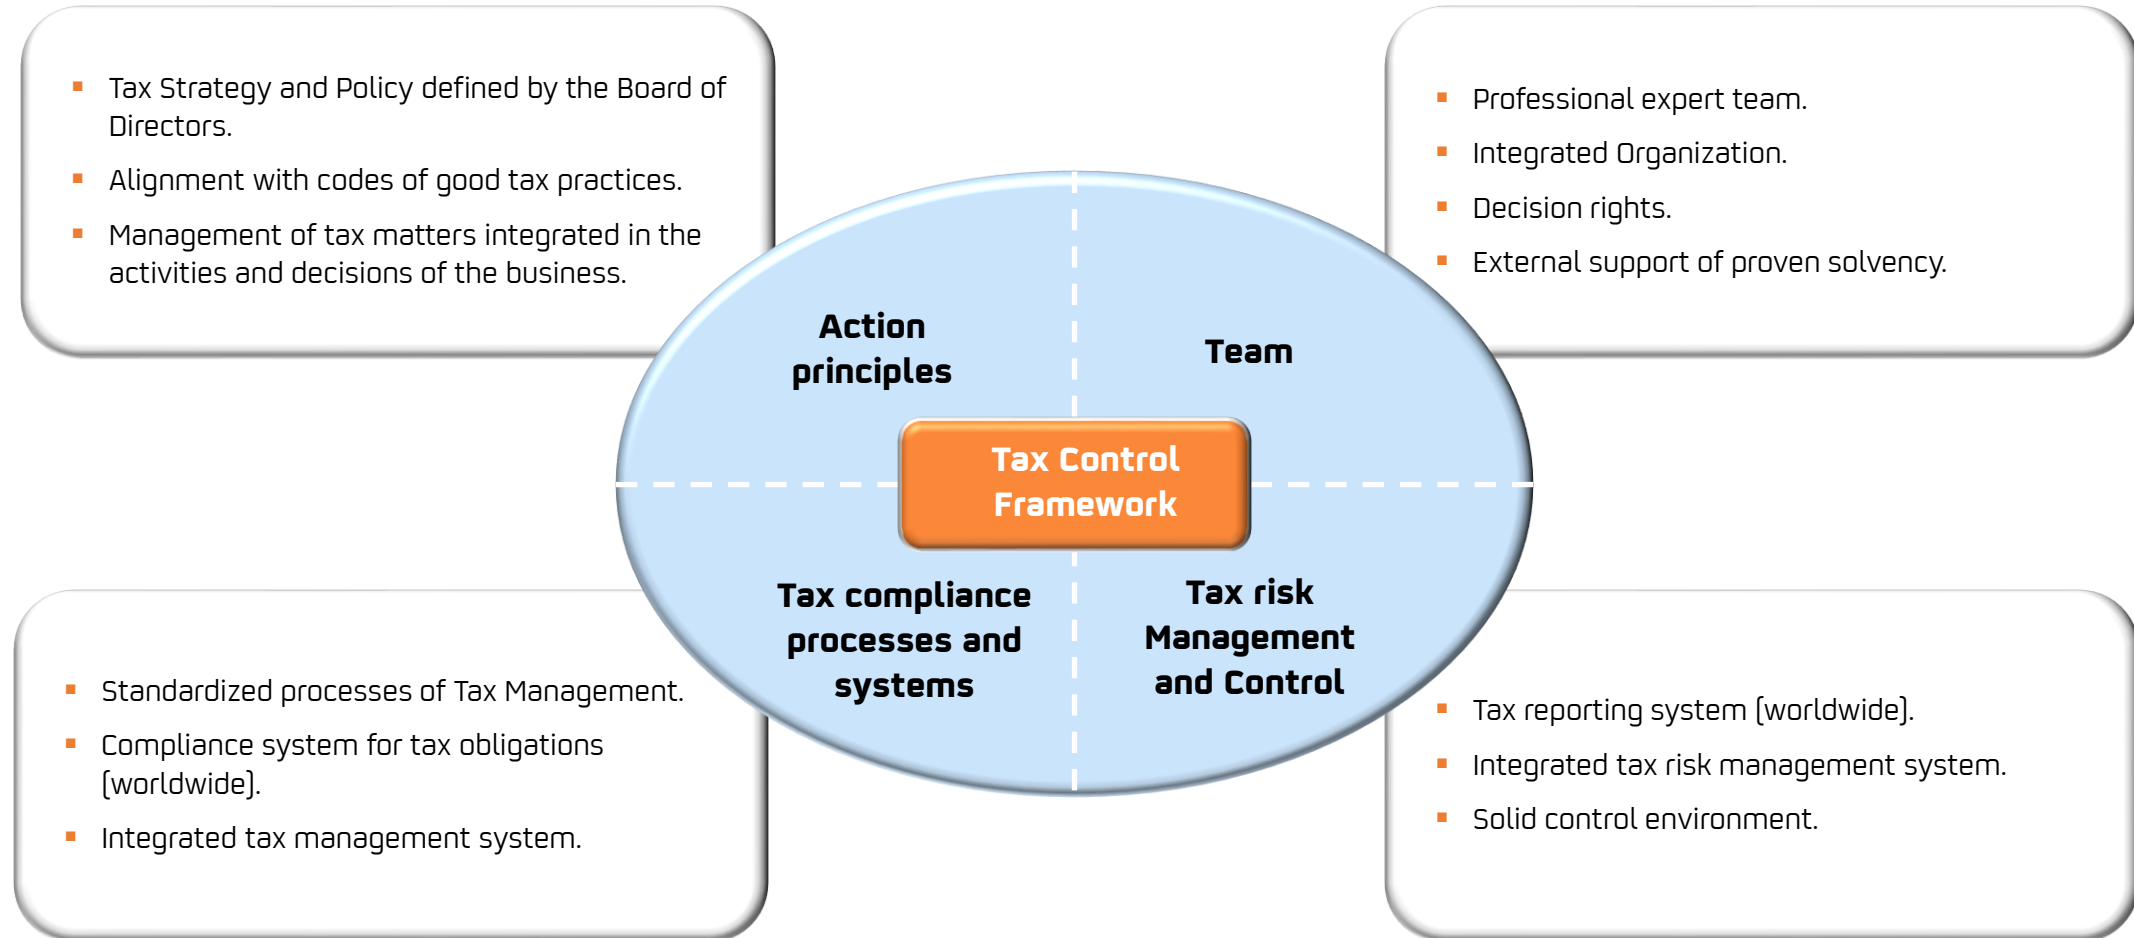 Tax Strategy and Policy defined by the Board of
Directors.
Alignment with codes of good tax practices.
Management of tax matters integrated in the
activities and decisions of the business.
Professional expert team.
Integrated Organization.
Decision rights.
External support of proven solvency.
Action
principles
Team
Tax Control
Framework
Tax compliance
processes and
systems
Tax risk
Management
and Control
Standardized processes of Tax Management.
Compliance system for tax obligations
(worldwide).
Integrated tax management system.
Tax reporting system (worldwide).
Integrated tax risk management system.
Solid control environment.